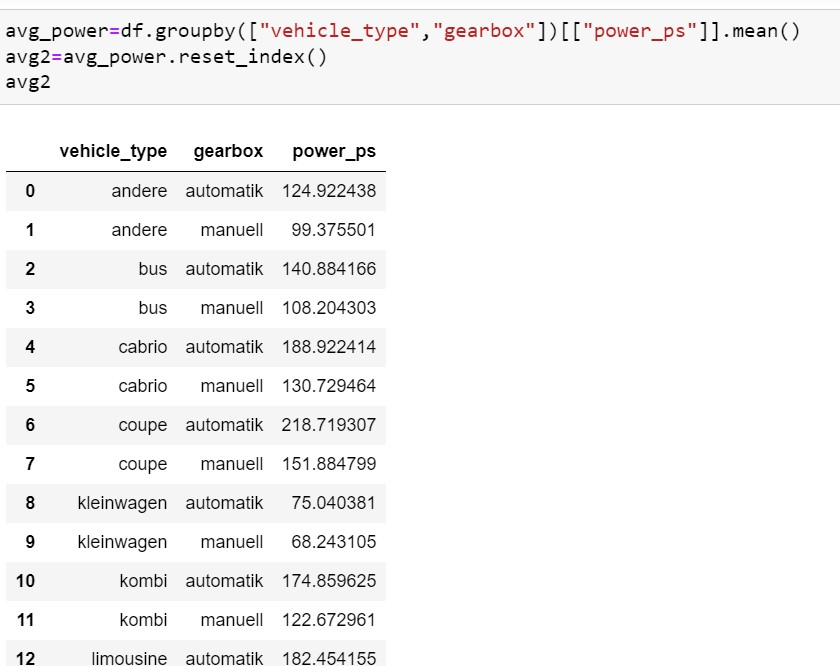 avg_power=df.groupby(["vehicle_type","gearbox"])[["power_ps"]].mean()
avg2=avg_power.reset_index()
avg2
vehicle_type gearbox power_ps
0 andere automatik 124.922438
1 andere manuell 99.375501
2 bus automatik 140.884166
3 bus manuell 108.204303
4 cabrio automatik 188.922414
5 cabrio manuell 130.729464
6 coupe automatik 218.719307
7 coupe manuell 151.884799
8 kleinwagen automatik 75.040381
9 kleinwagen manuell 68.243105
10 kombi automatik 174.859625
11 kombi manuell 122.672961
12 limousine automatik 182.454155